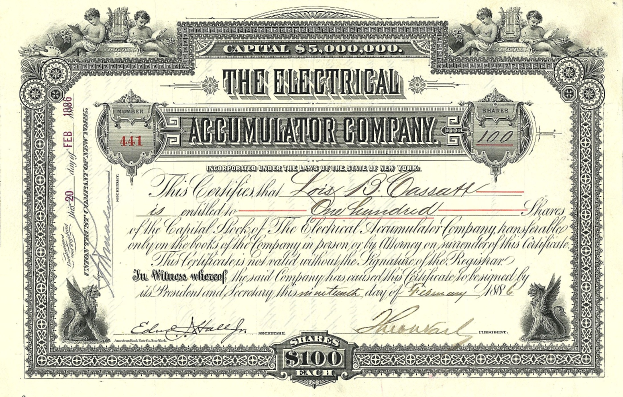 CAPITAL $5,000,000.
THE ELECTRICAL
ACCUMULATOR COMPANY.
NUMBER
441
SHARES
100
INCORPORATED UNDER THE LAWS OF THE STATE OF NEW YORK.
This Certifies that Lois B. Cassatt
is entitled to One hundred Shares
of the Capital Stock of The Electrical Accumulator Company transferable
only on the books of the Company in person or by Attorney on surrender of this Certificate.
This Certificate is not valid without the Signature of the Registrar
In Witness whereof the said Company has caused this Certificate to be signed by
its President and Secretary this nineteenth day of February 1886
SECRETARY.
PRESIDENT.
SHARES
$100
EACH
20 day of FEB 1886